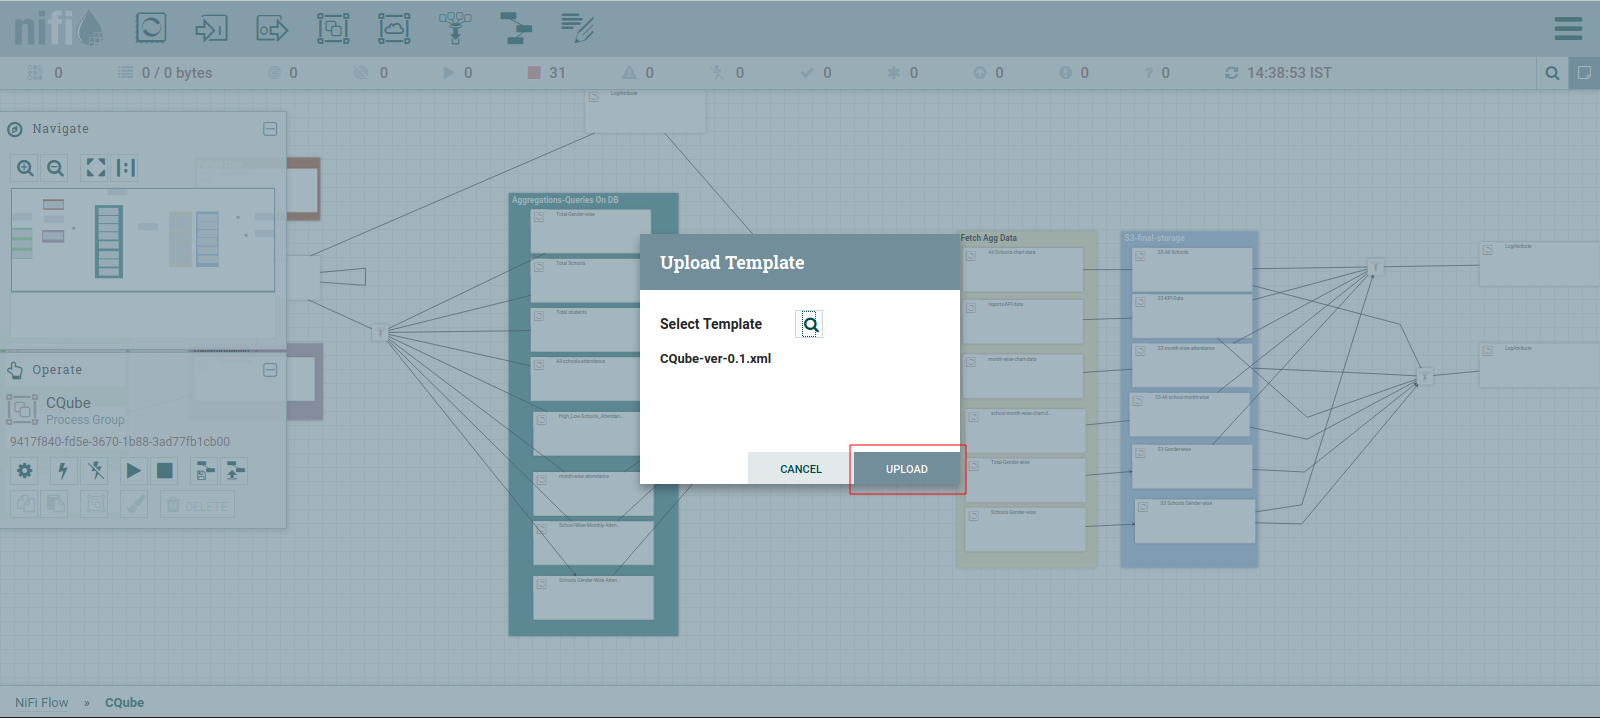 nifi
0
0 / 0 bytes
0
0
0
31
0
0
0
0
0
0
? 0
14:38:53 IST
LogAttribute
Navigate
Aggregations-Queries On DB
Total-Gender-wise
Total Schools
Total students
All-schools-attendance
High_Low-Schools_Attendan..
month-wise-attendance
School-Wise-Monthly-Atten..
Schools Gender-Wise Atten..
Upload Template
Select Template
CQube-ver-0.1.xml
CANCEL
UPLOAD
Fetch Agg Data
All-Schools-chart-data
reports-KPI-data
month-wise-chart-data
school-month-wise-chart-d..
Total-Gender-wise
Schools Gender-wise
S3-final-storage
S3-All-Schools
S3-KPI-Data
S3-month-wise-attendance
S3-All-school-month-wise
S3-Gender-wise
S3 Schools Gender-wise
LogAttribute
LogAttribute
Operate
CQube
Process Group
9417f840-fd5e-3670-1b88-3ad77fb1cb00
DELETE
NiFi Flow » CQube